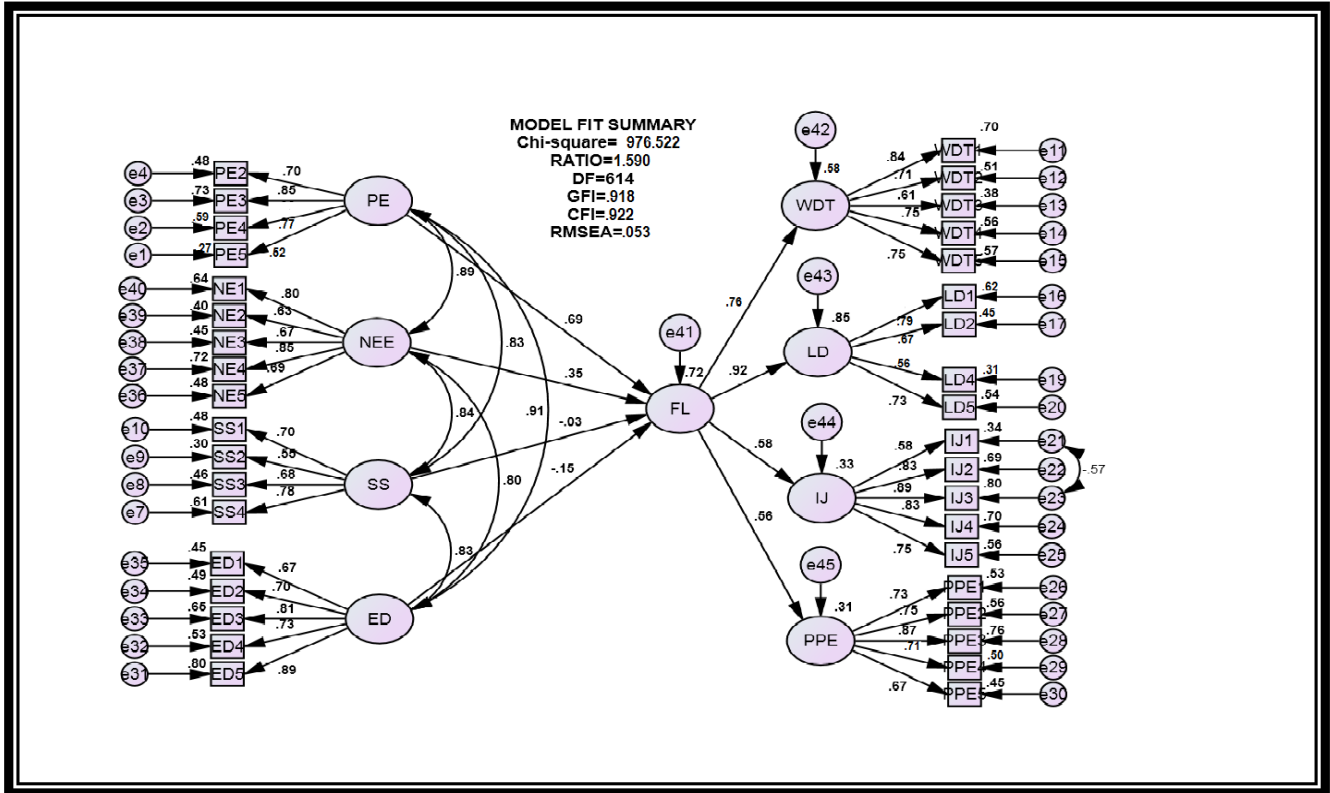 MODEL FIT SUMMARY
Chi-square= 976.522
RATIO=1.590
DF=614
GFI=.918
CFI=.922
RMSEA=.053
e4 .48 PE2 .70
e3 .73 PE3 .85
e2 .59 PE4 .77
e1 .27 PE5 .52
PE
e40 .64 NE1 .80
e39 .40 NE2 .63
e38 .45 NE3 .67
e37 .72 NE4 .85
e36 .48 NE5 .69
NEE
e10 .48 SS1 .70
e9 .30 SS2 .55
e8 .46 SS3 .68
e7 .61 SS4 .78
SS
e35 .45 ED1 .67
e34 .49 ED2 .70
e33 .65 ED3 .81
e32 .53 ED4 .73
e31 .80 ED5 .89
ED
.89
.83
.91
.84
.80
.83
.69
.35
-.03
-.15
e41
.72
FL
.76
.92
.58
.56
e42
.58
WDT
.84 WDT1 .70 e11
.71 WDT2 .51 e12
.61 WDT3 .38 e13
.75 WDT4 .56 e14
.75 WDT5 .57 e15
e43
.85
LD
.79 LD1 .62 e16
.67 LD2 .45 e17
.56 LD4 .31 e19
.73 LD5 .54 e20
e44
.33
IJ
.58 IJ1 .34 e21
.83 IJ2 .69 e22
.89 IJ3 .80 e23
.83 IJ4 .70 e24
.75 IJ5 .56 e25
-.57
e45
.31
PPE
.73 PPE1 .53 e26
.75 PPE2 .56 e27
.87 PPE3 .76 e28
.71 PPE4 .50 e29
.67 PPE5 .45 e30